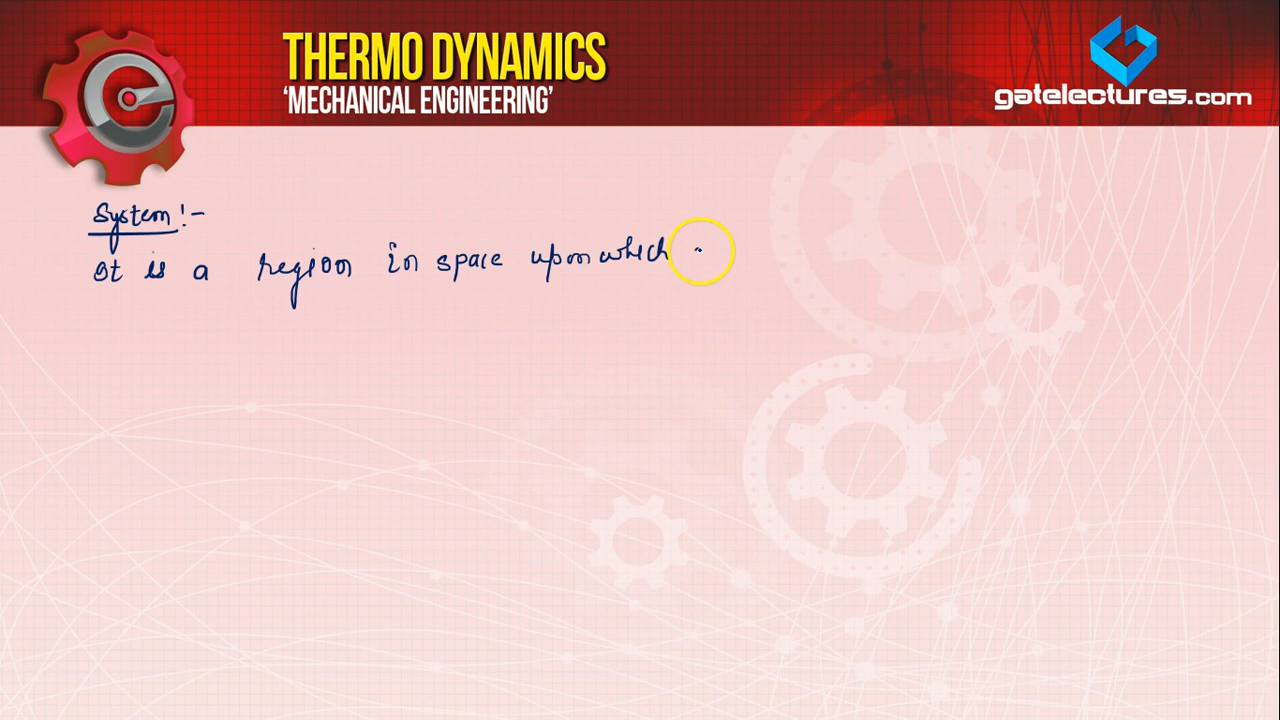 THERMO DYNAMICS
'MECHANICAL ENGINEERING'
gatelectures.com
System:-
It is a region in space upon which